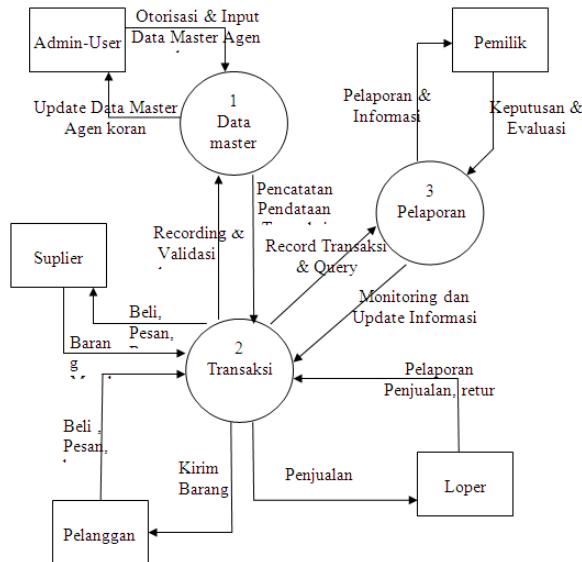 Otorisasi & Input
Data Master Agen
Admin-User
Pemilik
Update Data Master
Agen koran
1
Data
master
Pelaporan &
Informasi
Keputusan &
Evaluasi
Pencatatan
Pendataan
3
Pelaporan
Recording &
Validasi
Record Transaksi
& Query
Suplier
Monitoring dan
Update Informasi
Beli,
Pesan,
Baran
g
2
Transaksi
Pelaporan
Penjualan, retur
Beli ,
Pesan,
Kirim
Barang
Penjualan
Loper
Pelanggan